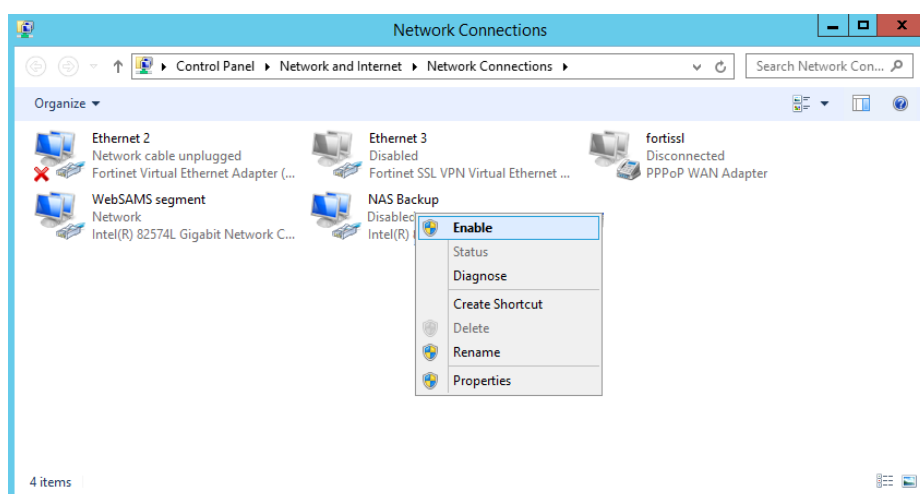 Network Connections
Control Panel Network and Internet Network Connections
Search Network Con...
Organize
Ethernet 2
Network cable unplugged
Fortinet Virtual Ethernet Adapter (...
Ethernet 3
Disabled
Fortinet SSL VPN Virtual Ethernet ...
fortissl
Disconnected
PPPoP WAN Adapter
WebSAMS segment
Network
Intel(R) 82574L Gigabit Network C...
NAS Backup
Disabled
Intel(R)
Enable
Status
Diagnose
Create Shortcut
Delete
Rename
Properties
4 items